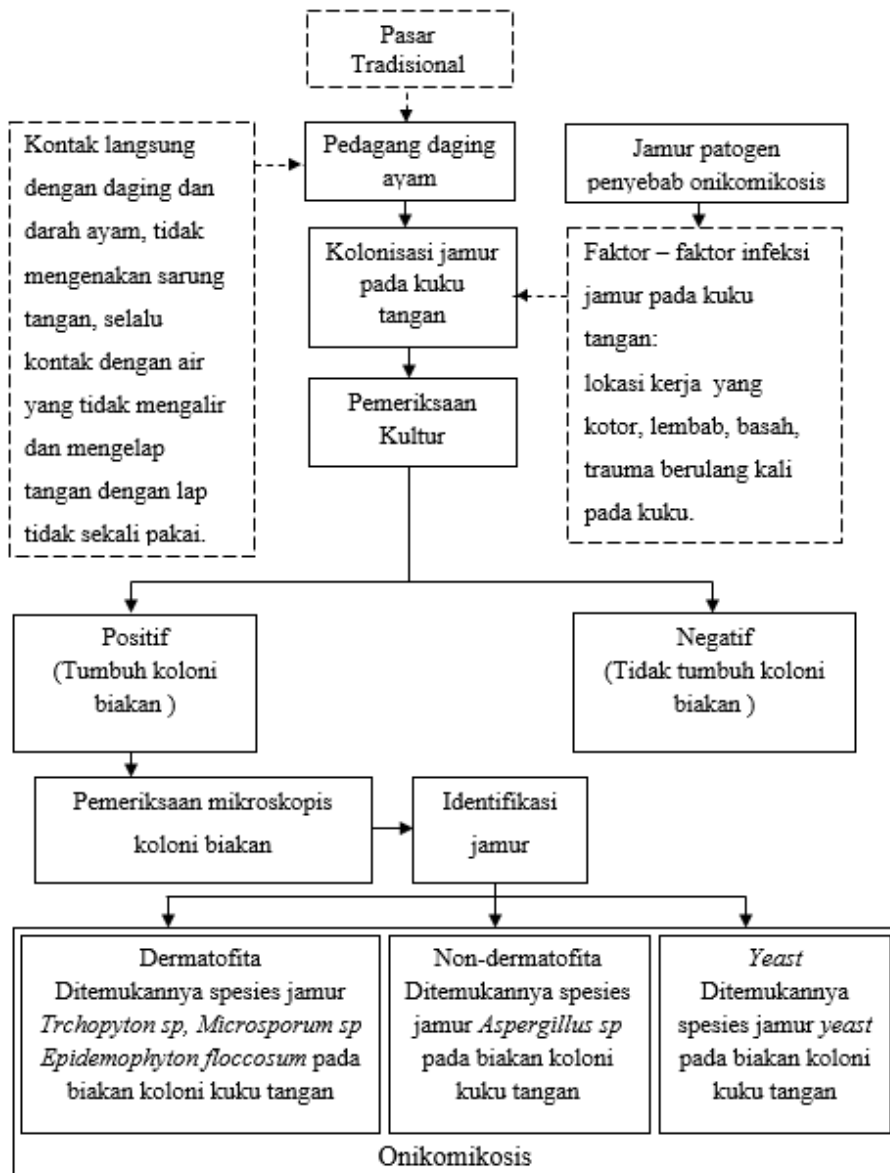 Pasar
Tradisional
Kontak langsung
dengan daging dan
darah ayam, tidak
mengenakan sarung
tangan, selalu
kontak dengan air
yang tidak mengalir
dan mengelap
tangan dengan lap
tidak sekali pakai.
Pedagang daging
ayam
Jamur patogen
penyebab onikomikosis
Kolonisasi jamur
pada kuku
tangan
Faktor – faktor infeksi
jamur pada kuku
tangan:
lokasi kerja yang
kotor, lembab, basah,
trauma berulang kali
pada kuku.
Pemeriksaan
Kultur
Positif
(Tumbuh koloni
biakan )
Negatif
(Tidak tumbuh koloni
biakan )
Pemeriksaan mikroskopis
koloni biakan
Identifikasi
jamur
Dermatofita
Ditemukannya spesies jamur
Trchopyton sp, Microsporum sp
Epidemophyton floccosum pada
biakan koloni kuku tangan
Non-dermatofita
Ditemukannya spesies
jamur Aspergillus sp
pada biakan koloni
kuku tangan
Yeast
Ditemukannya
spesies jamur yeast
pada biakan koloni
kuku tangan
Onikomikosis